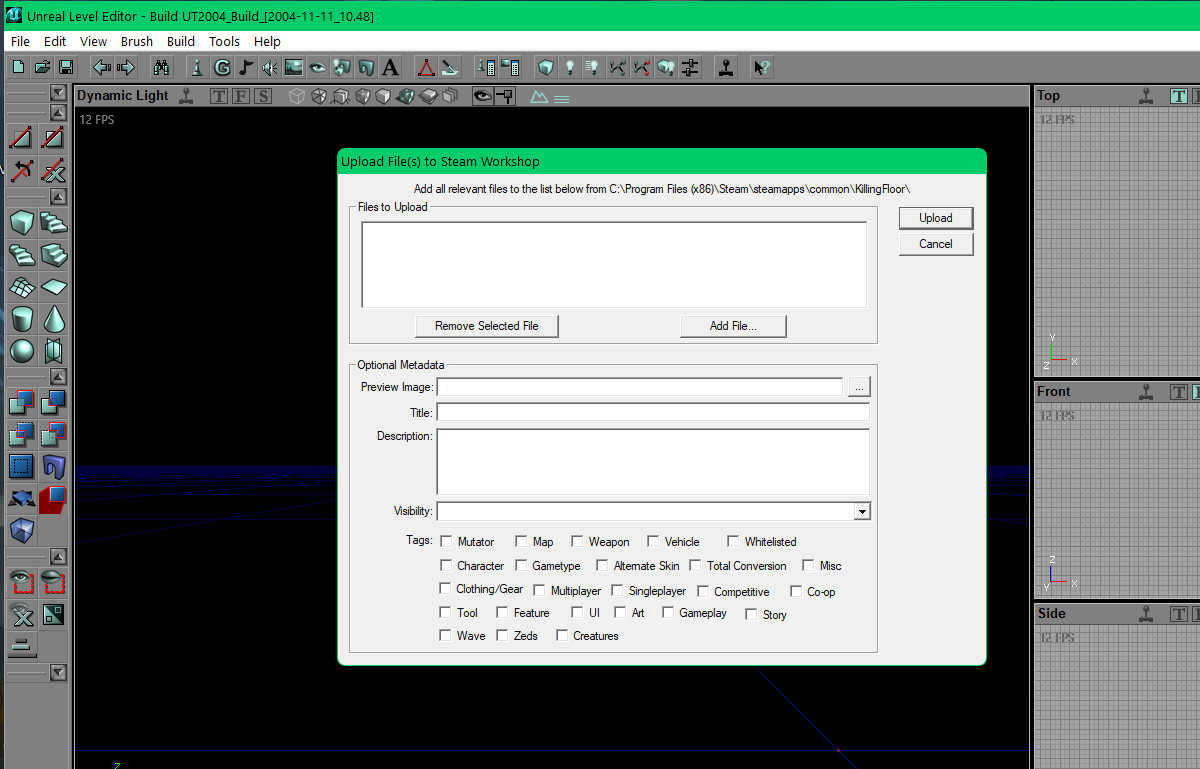 Unreal Level Editor - Build UT2004_Build_[2004-11-11_10.48]
File Edit View Brush Build Tools Help
Dynamic Light T F S
12 FPS
Top T
12 FPS
Upload File(s) to Steam Workshop
Add all relevant files to the list below from C:\Program Files (x86)\Steam\steamapps\common\KillingFloor\
Files to Upload
Upload
Cancel
Remove Selected File Add File...
Optional Metadata
Preview Image: ...
Title:
Description:
Visibility:
Tags: Mutator Map Weapon Vehicle Whitelisted
Character Gametype Alternate Skin Total Conversion Misc
Clothing/Gear Multiplayer Singleplayer Competitive Co-op
Tool Feature UI Art Gameplay Story
Wave Zeds Creatures
Y
Z X
Front T
12 FPS
Z
Y X
Side T
12 FPS
Z